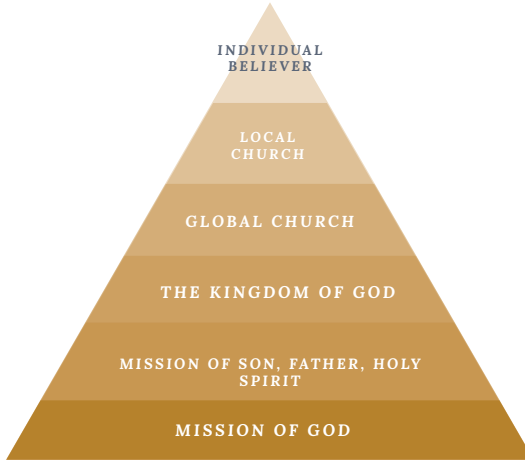 INDIVIDUAL
BELIEVER
LOCAL
CHURCH
GLOBAL CHURCH
THE KINGDOM OF GOD
MISSION OF SON, FATHER, HOLY
SPIRIT
MISSION OF GOD